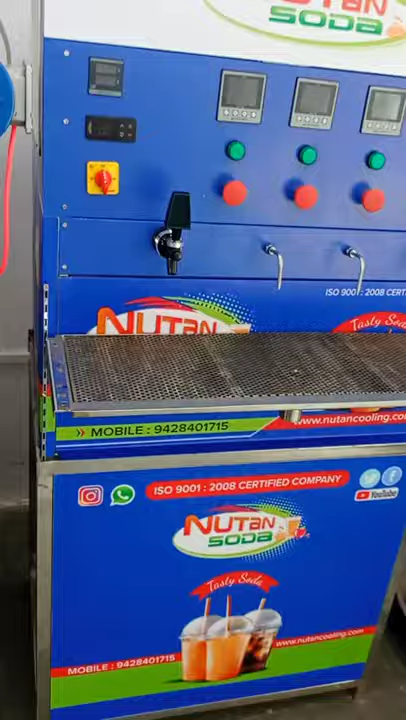 NUTAN
SODA
ISO 9001 : 2008 CERT
NUTAN
Tasty Soda
MOBILE : 9428401715
www.nutancooling.com
ISO 9001 : 2008 CERTIFIED COMPANY
YouTube
NUTAN
SODA
Tasty Soda
MOBILE : 9428401715
www.nutancooling.com